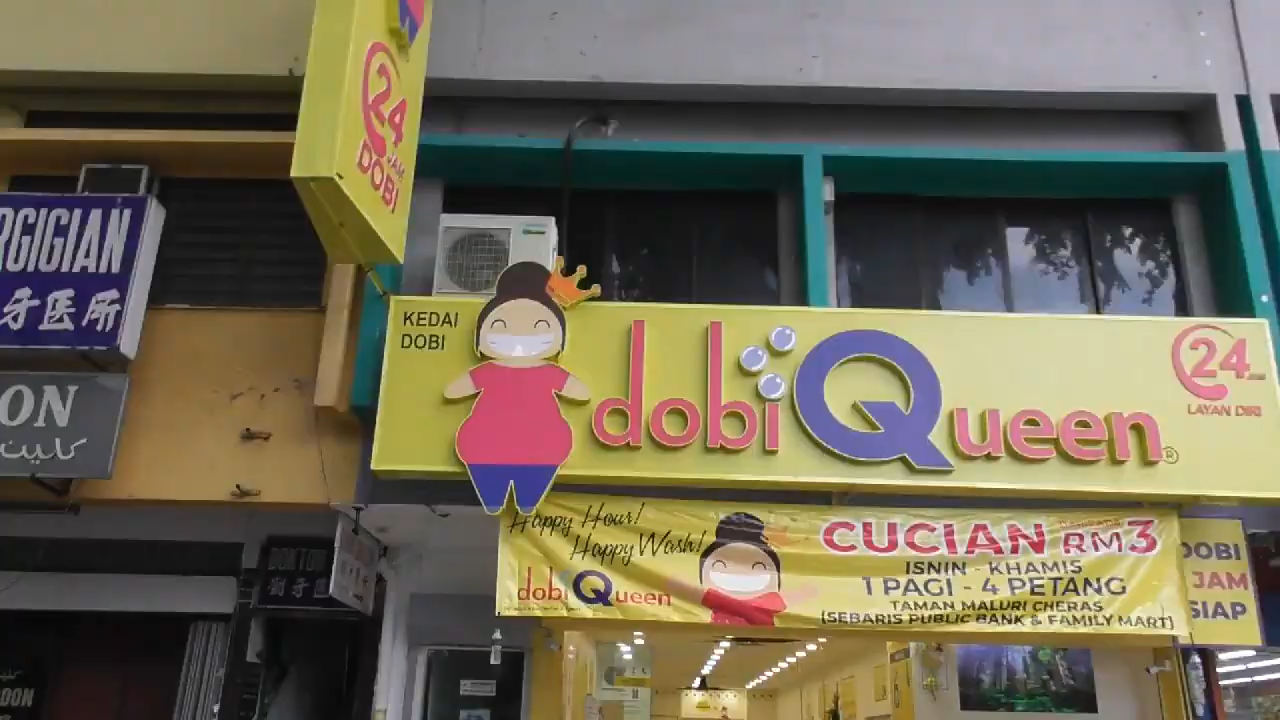 24
JAM
DOBI
RGIGIAN
牙医所
ON
KEDAI
DOBI
dobiQueen®
24
LAYAN DIRI
Happy Hour!
Happy Wash!
dobiQueen
CUCIAN RM3
ISNIN - KHAMIS
1 PAGI - 4 PETANG
TAMAN MALURI CHERAS
(SEBARIS PUBLIC BANK & FAMILY MART)
DOBI
JAM
SIAP
DOKTOR